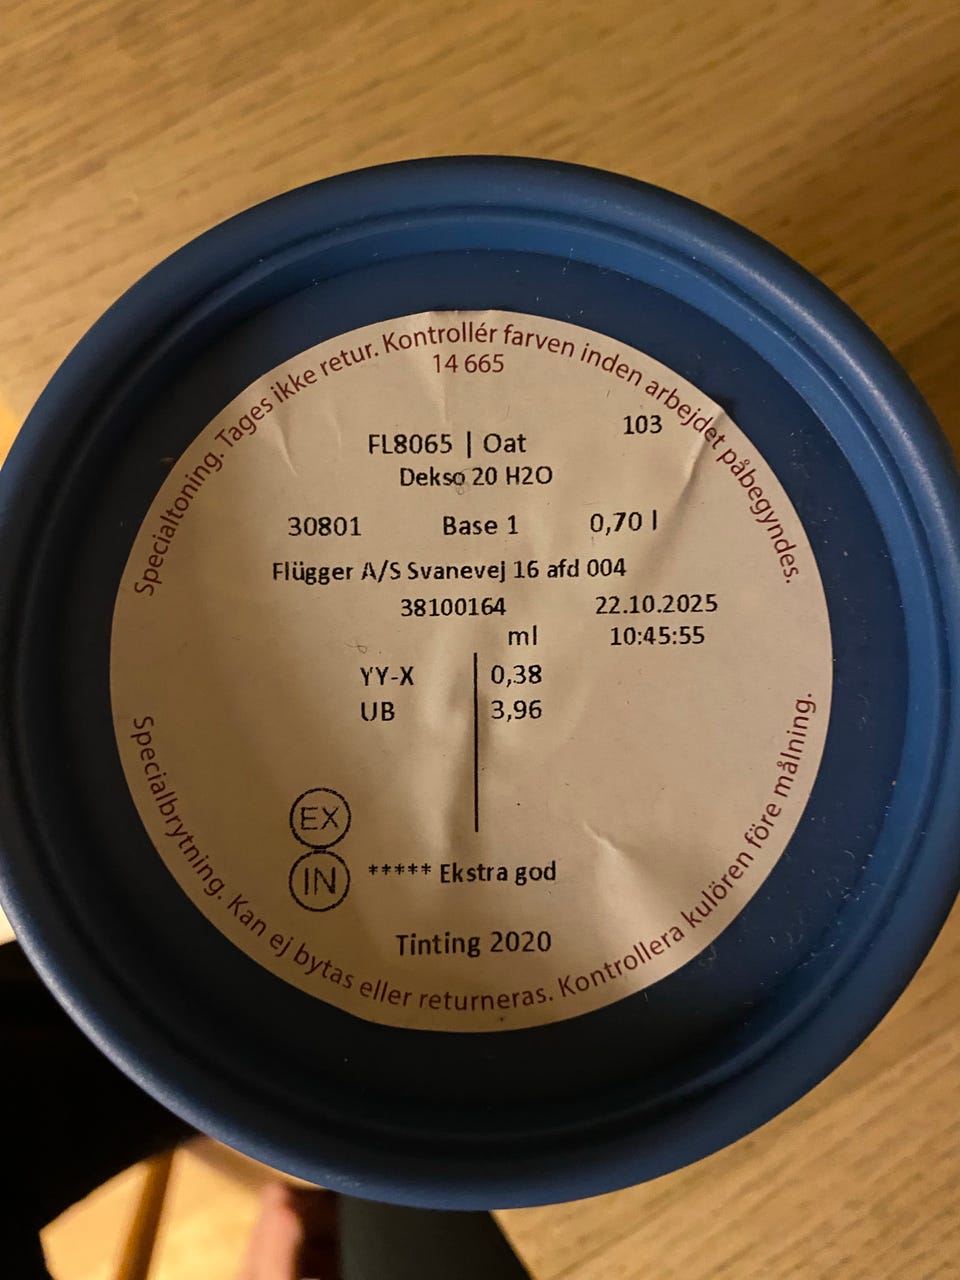 Specialtoning. Tages ikke retur. Kontrollér farven inden arbejdet påbegyndes.
14 665
103
FL8065 | Oat
Dekso 20 H2O
30801 Base 1 0,70 l
Flügger A/S Svanevej 16 afd 004
38100164 22.10.2025
ml 10:45:55
YY-X 0,38
UB 3,96
EX
IN ***** Ekstra god
Tinting 2020
Specialbrytning. Kan ej bytas eller returneras. Kontrollera kulören före målning.